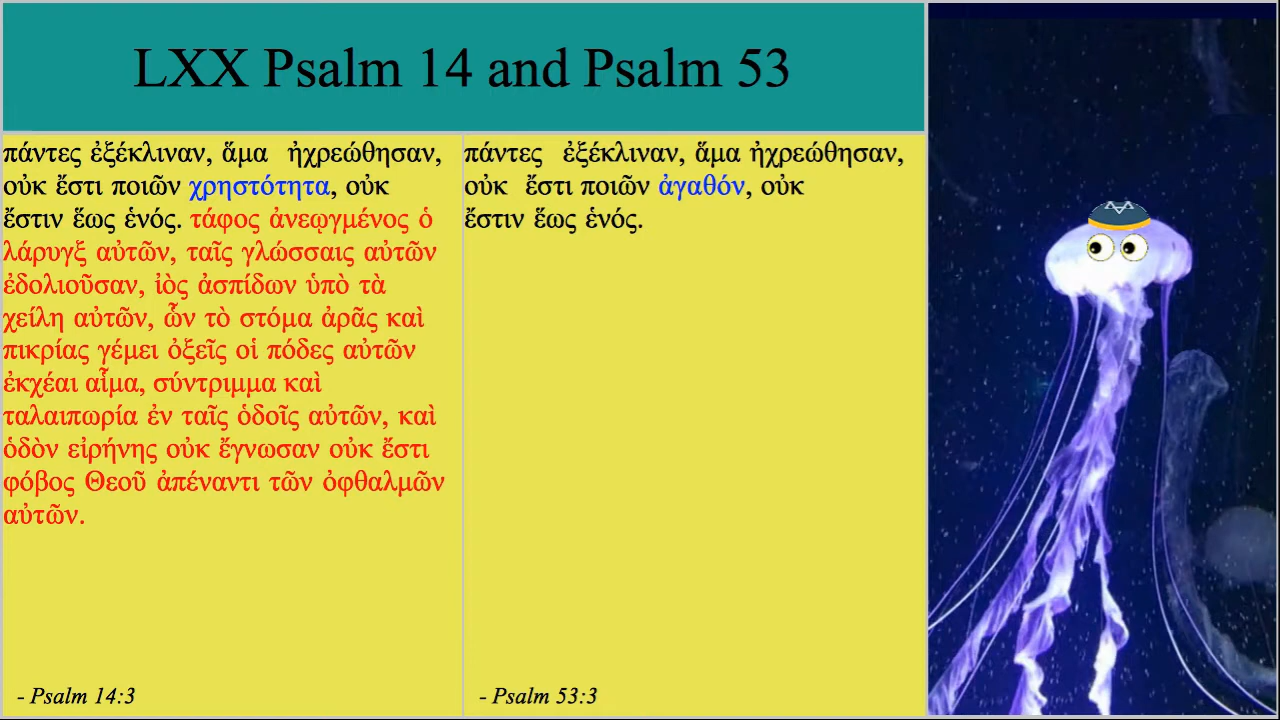 LXX Psalm 14 and Psalm 53
πάντες ἐξέκλιναν, ἅμα ἠχρεώθησαν,
οὐκ ἔστι ποιῶν χρηστότητα, οὐκ
ἔστιν ἕως ἑνός. τάφος ἀνεῳγμένος ὁ
λάρυγξ αὐτῶν, ταῖς γλώσσαις αὐτῶν
ἐδολιοῦσαν, ἰὸς ἀσπίδων ὑπὸ τὰ
χείλη αὐτῶν, ὧν τὸ στόμα ἀρᾶς καὶ
πικρίας γέμει ὀξεῖς οἱ πόδες αὐτῶν
ἐκχέαι αἷμα, σύντριμμα καὶ
ταλαιπωρία ἐν ταῖς ὁδοῖς αὐτῶν, καὶ
ὁδὸν εἰρήνης οὐκ ἔγνωσαν οὐκ ἔστι
φόβος Θεοῦ ἀπέναντι τῶν ὀφθαλμῶν
αὐτῶν.
- Psalm 14:3
πάντες ἐξέκλιναν, ἅμα ἠχρεώθησαν,
οὐκ ἔστι ποιῶν ἀγαθόν, οὐκ
ἔστιν ἕως ἑνός.
- Psalm 53:3